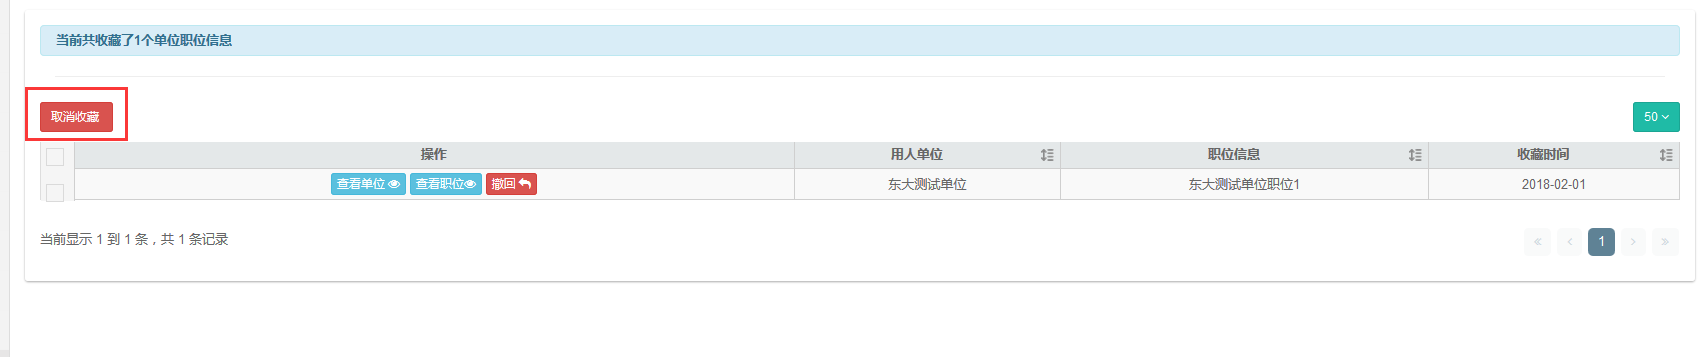 当前共收藏了1个单位职位信息
取消收藏
50
操作 用人单位 职位信息 收藏时间
查看单位 查看职位 撤回 东大测试单位 东大测试单位职位1 2018-02-01
当前显示 1 到 1 条，共 1 条记录
« ‹ 1 › »